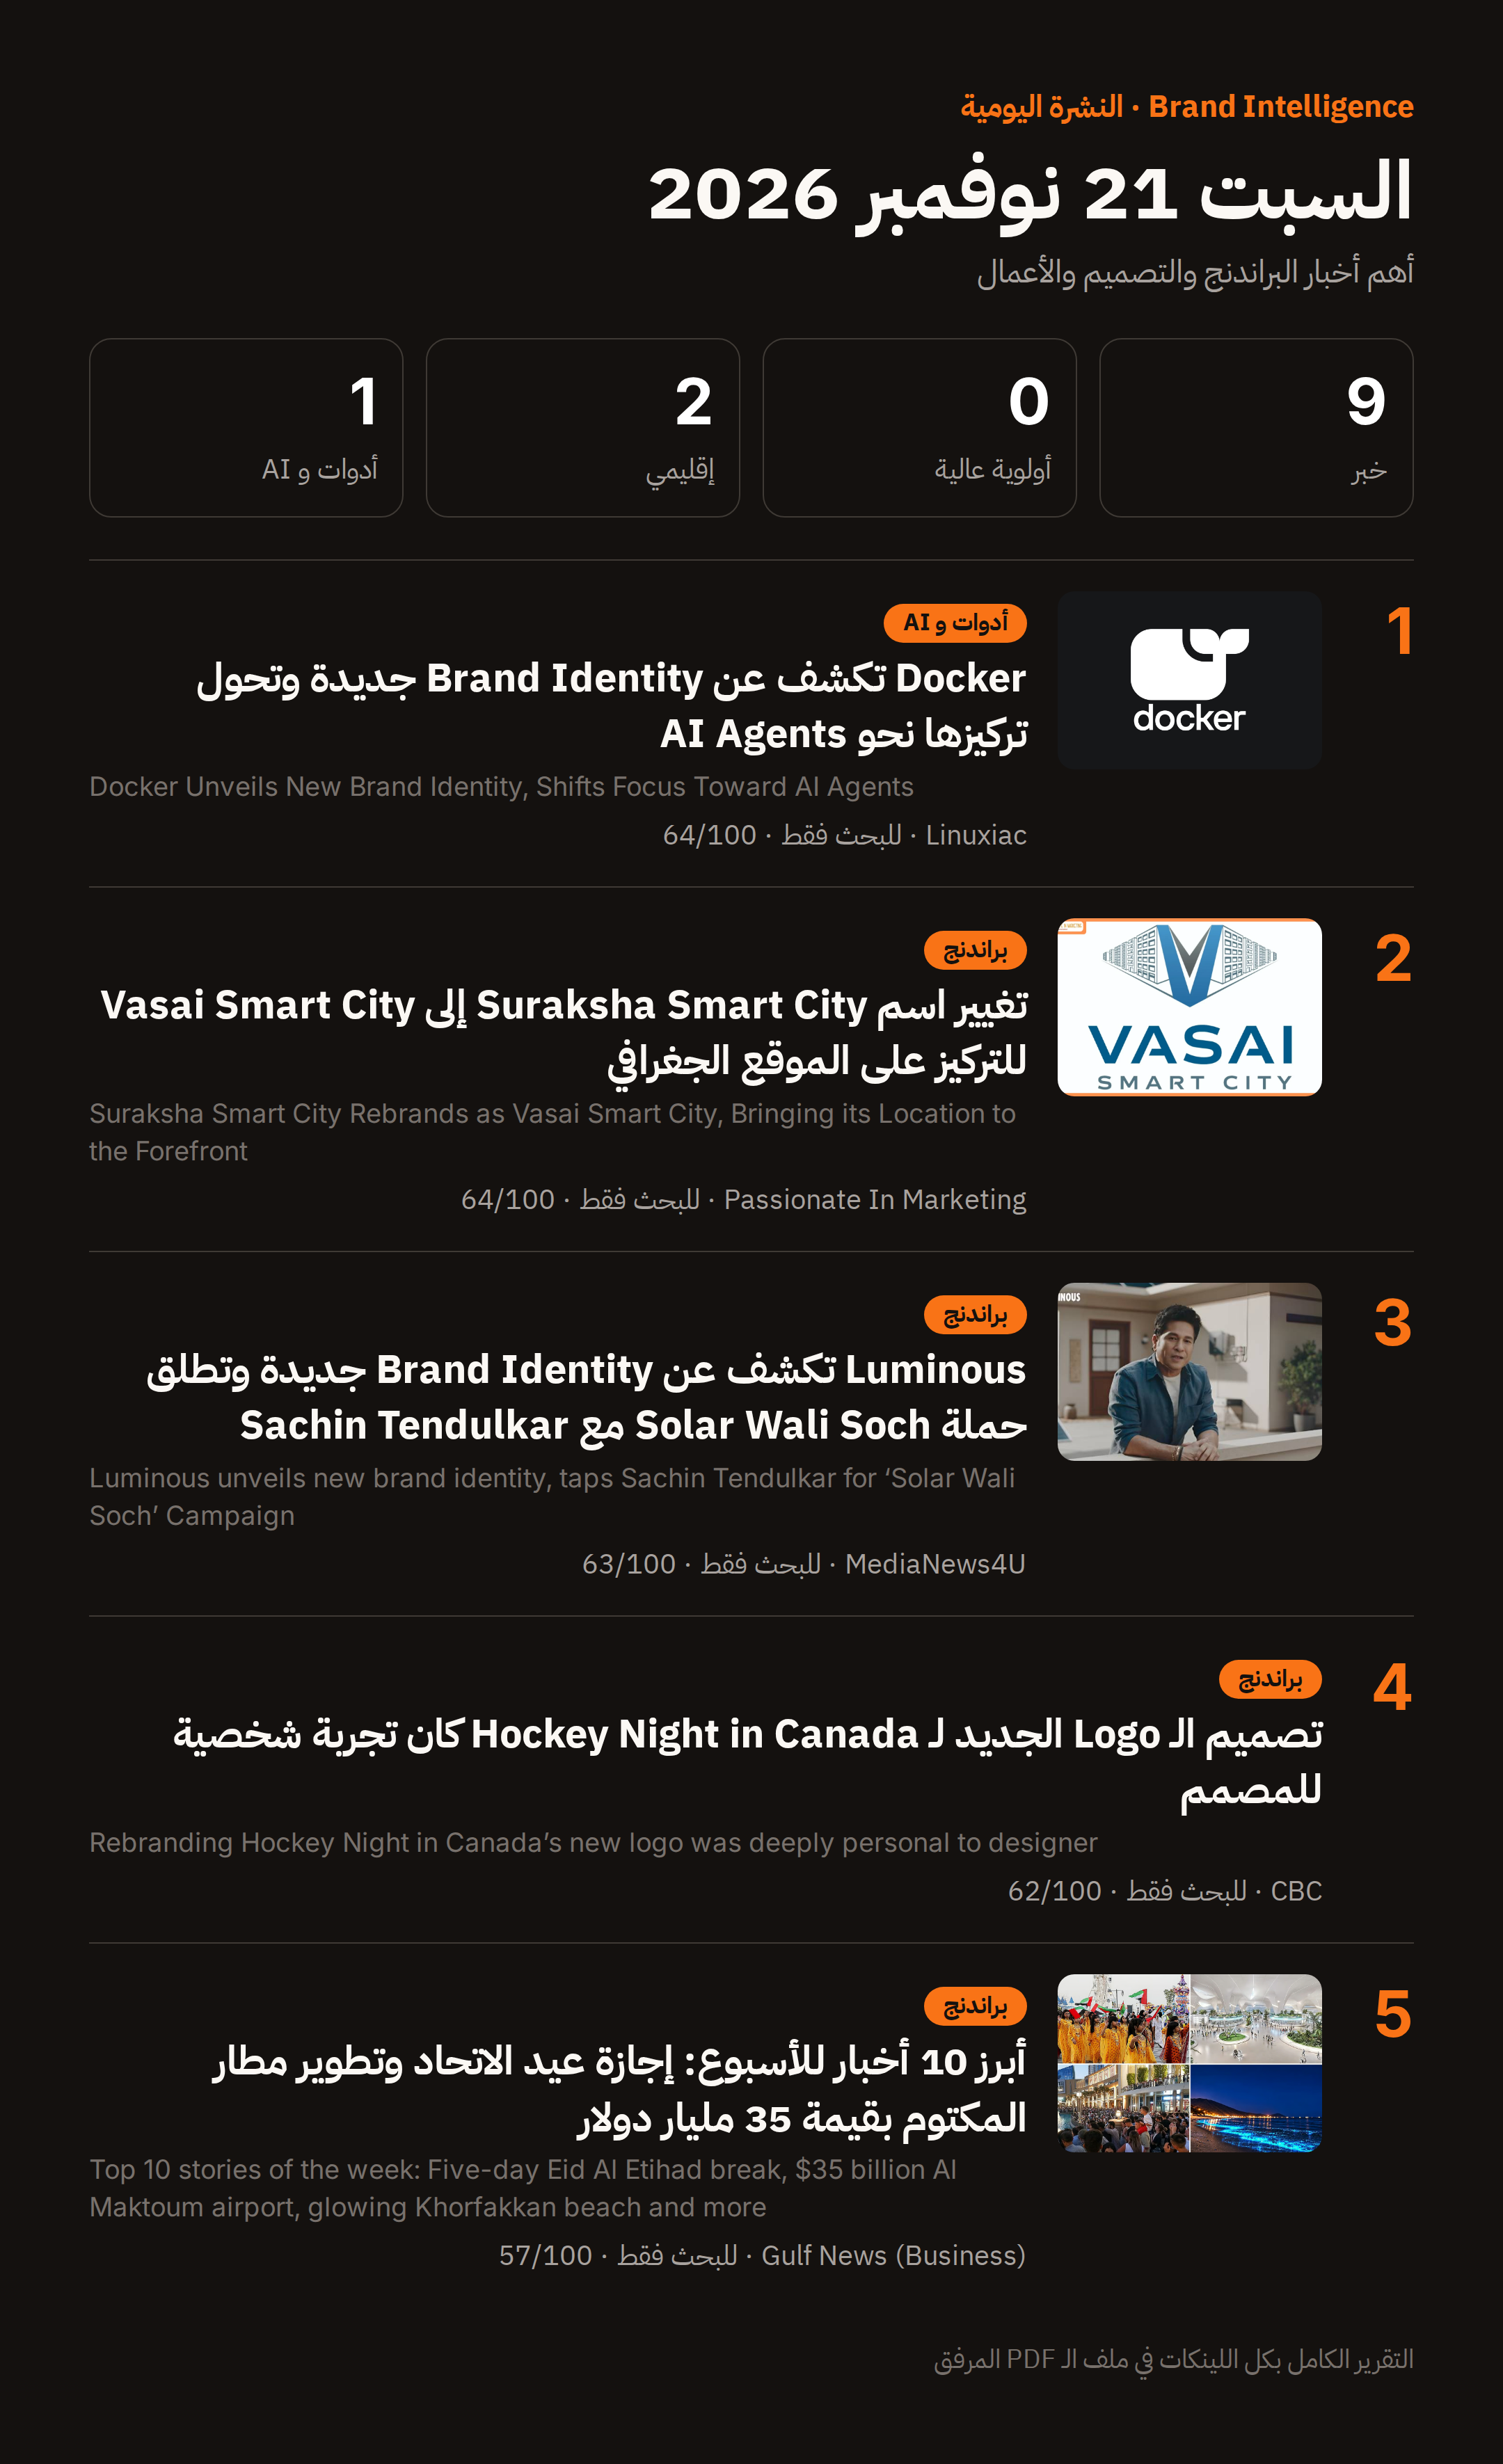 Brand Intelligence · النشرة اليومية
السبت 21 نوفمبر 2026
أهم أخبار البراندنج والتصميم والأعمال
9
خبر
0
أولوية عالية
2
إقليمي
1
أدوات و AI
1
docker
أدوات و AI
Docker تكشف عن Brand Identity جديدة وتحول
تركيزها نحو AI Agents
Docker Unveils New Brand Identity, Shifts Focus Toward AI Agents
Linuxiac · للبحث فقط · 64/100
2
VASAI
SMART CITY
براندنج
تغيير اسم Suraksha Smart City إلى Vasai Smart City
للتركيز على الموقع الجغرافي
Suraksha Smart City Rebrands as Vasai Smart City, Bringing its Location to
the Forefront
Passionate In Marketing · للبحث فقط · 64/100
3
INOUS
براندنج
Luminous تكشف عن Brand Identity جديدة وتطلق
حملة Solar Wali Soch مع Sachin Tendulkar
Luminous unveils new brand identity, taps Sachin Tendulkar for ‘Solar Wali
Soch’ Campaign
MediaNews4U · للبحث فقط · 63/100
4
براندنج
تصميم الـ Logo الجديد لـ Hockey Night in Canada كان تجربة شخصية
للمصمم
Rebranding Hockey Night in Canada’s new logo was deeply personal to designer
CBC · للبحث فقط · 62/100
5
براندنج
أبرز 10 أخبار للأسبوع: إجازة عيد الاتحاد وتطوير مطار
المكتوم بقيمة 35 مليار دولار
Top 10 stories of the week: Five-day Eid Al Etihad break, $35 billion Al
Maktoum airport, glowing Khorfakkan beach and more
Gulf News (Business) · للبحث فقط · 57/100
التقرير الكامل بكل اللينكات في ملف الـ PDF المرفق